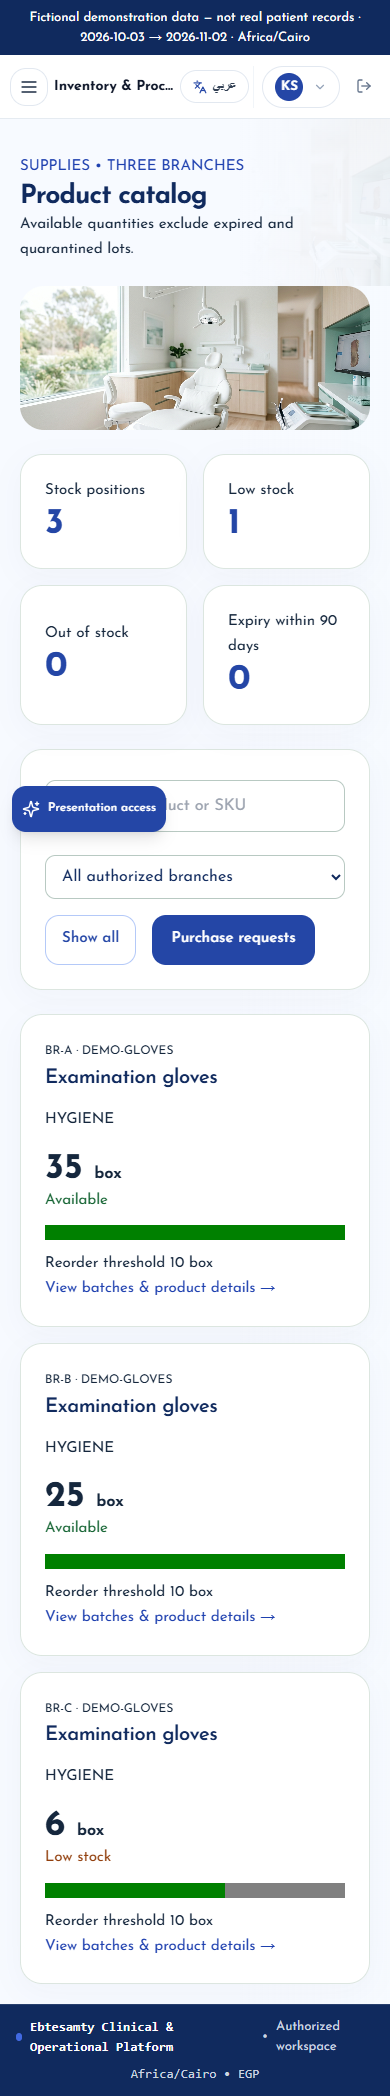 Fictional demonstration data — not real patient records ·
2026-10-03 → 2026-11-02 · Africa/Cairo
Inventory & Proc...
عربي
KS
SUPPLIES • THREE BRANCHES
Product catalog
Available quantities exclude expired and
quarantined lots.
Stock positions
3
Low stock
1
Out of stock
0
Expiry within 90
days
0
Presentation access
uct or SKU
All authorized branches
Show all
Purchase requests
BR-A · DEMO-GLOVES
Examination gloves
HYGIENE
35 box
Available
Reorder threshold 10 box
View batches & product details →
BR-B · DEMO-GLOVES
Examination gloves
HYGIENE
25 box
Available
Reorder threshold 10 box
View batches & product details →
BR-C · DEMO-GLOVES
Examination gloves
HYGIENE
6 box
Low stock
Reorder threshold 10 box
View batches & product details →
Ebtesamty Clinical &
Operational Platform
• Authorized
workspace
Africa/Cairo • EGP